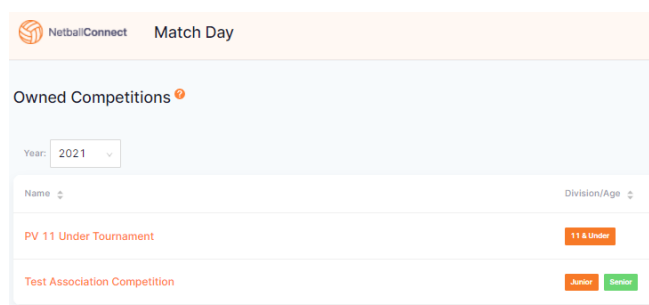 NetballConnect Match Day
Owned Competitions ?
Year: 2021
Name Division/Age
PV 11 Under Tournament 11 & Under
Test Association Competition Junior Senior